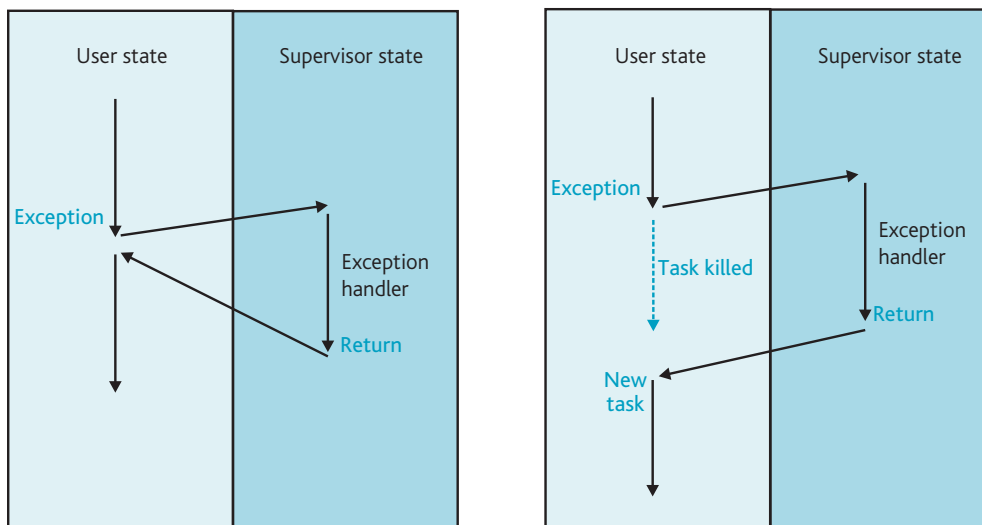 User state
Supervisor state
Exception
Exception
handler
Return
User state
Supervisor state
Exception
Task killed
Exception
handler
Return
New
task